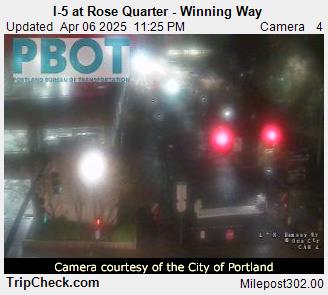 I-5 at Rose Quarter - Winning Way
Updated Apr 06 2025 11:25 PM Camera 4
PBOT
PORTLAND BUREAU OF TRANSPORTATION
Camera courtesy of the City of Portland
TripCheck.com Milepost302.00